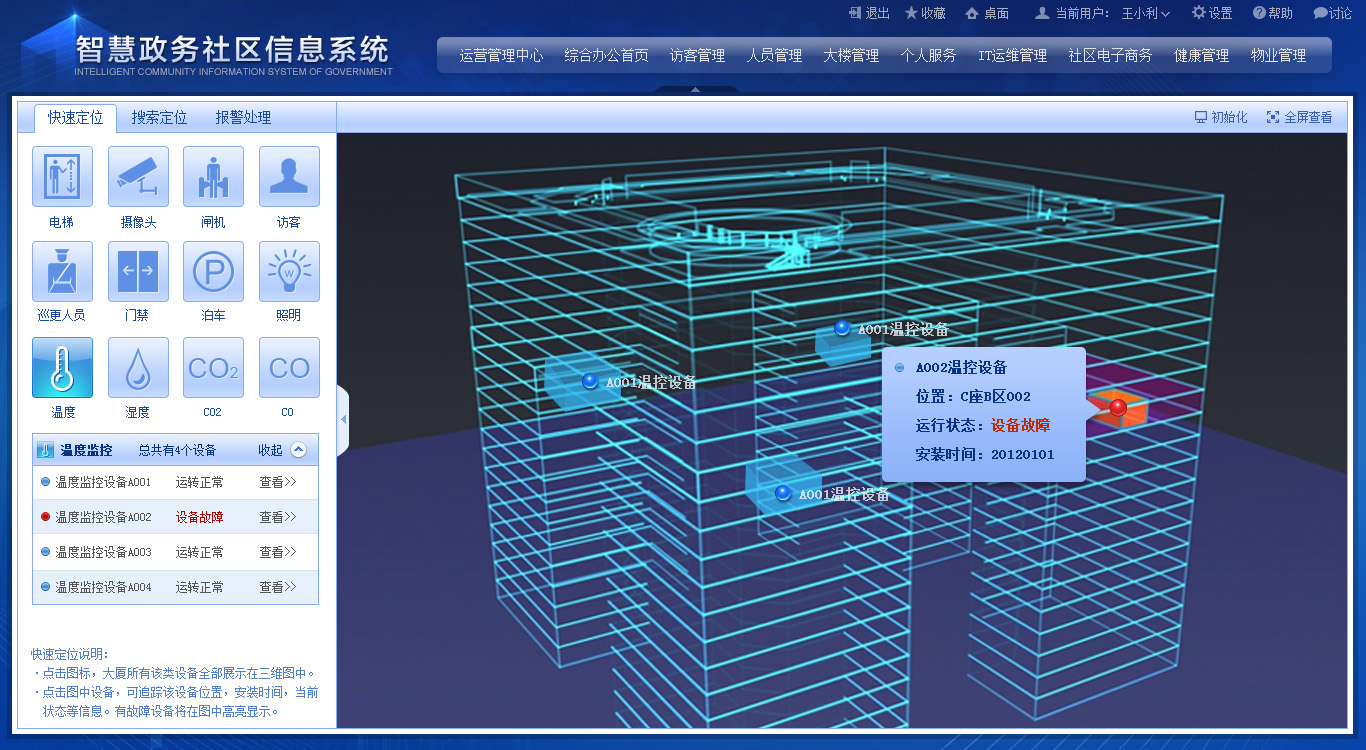 退出 收藏 桌面 当前用户: 王小利 设置 帮助 讨论
智慧政务社区信息系统
INTELLIGENT COMMUNITY INFORMATION SYSTEM OF GOVERNMENT
运营管理中心 综合办公首页 访客管理 人员管理 大楼管理 个人服务 IT运维管理 社区电子商务 健康管理 物业管理
快速定位 搜索定位 报警处理
初始化 全屏查看
电梯 摄像头 闸机 访客
P
W
巡更人员 门禁 泊车 照明
CO2 CO
温度 湿度 CO2 CO
温度监控 总共有4个设备 收起
温度监控设备A001 运转正常 查看>>
温度监控设备A002 设备故障 查看>>
温度监控设备A003 运转正常 查看>>
温度监控设备A004 运转正常 查看>>
快速定位说明:
·点击图标，大厦所有该类设备全部展示在三维图中。
·点击图中设备，可追踪该设备位置，安装时间，当前
状态等信息。有故障设备将在图中高亮显示。
A001温控设备
A001温控设备
A001温控设备
A002温控设备
位置：C座B区002
运行状态：设备故障
安装时间：20120101